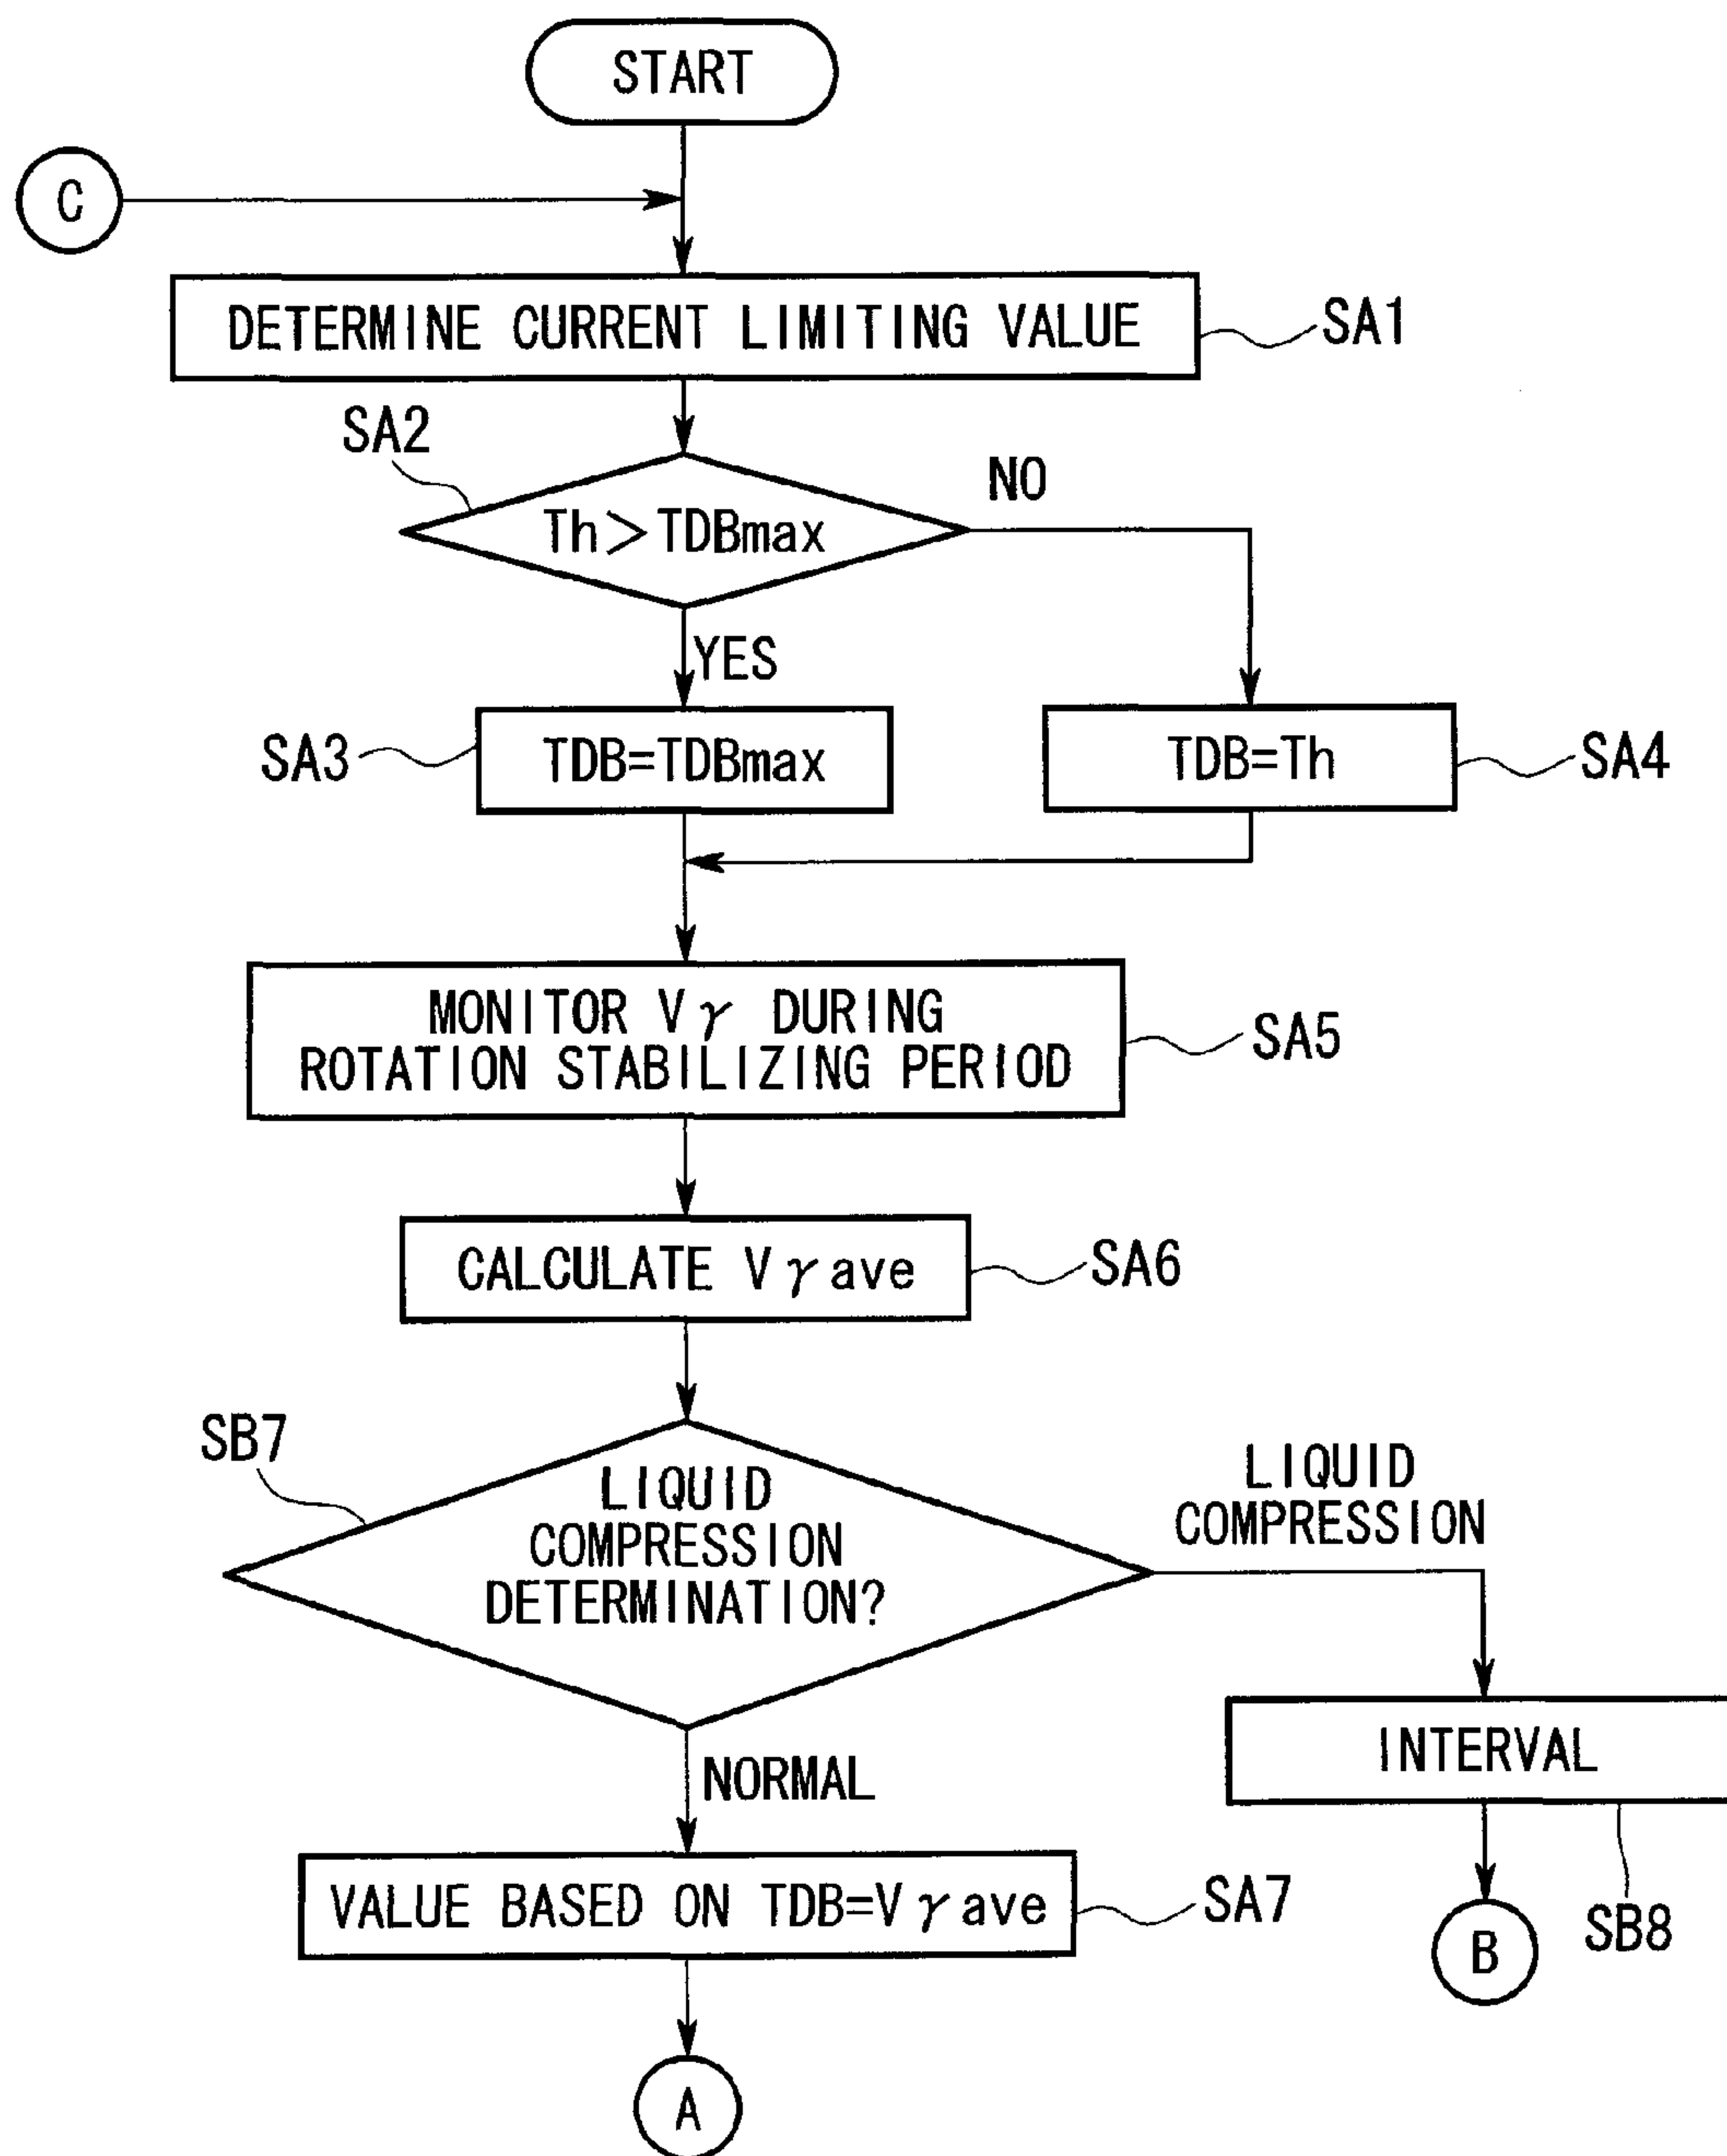 START
C
DETERMINE CURRENT LIMITING VALUE
SA1
SA2
Th>TDBmax
NO
YES
SA3
TDB=TDBmax
TDB=Th
SA4
MONITOR Vγ DURING
ROTATION STABILIZING PERIOD
SA5
CALCULATE Vγave
SA6
SB7
LIQUID
COMPRESSION
DETERMINATION?
LIQUID
COMPRESSION
NORMAL
INTERVAL
SB8
B
VALUE BASED ON TDB=Vγave
SA7
A